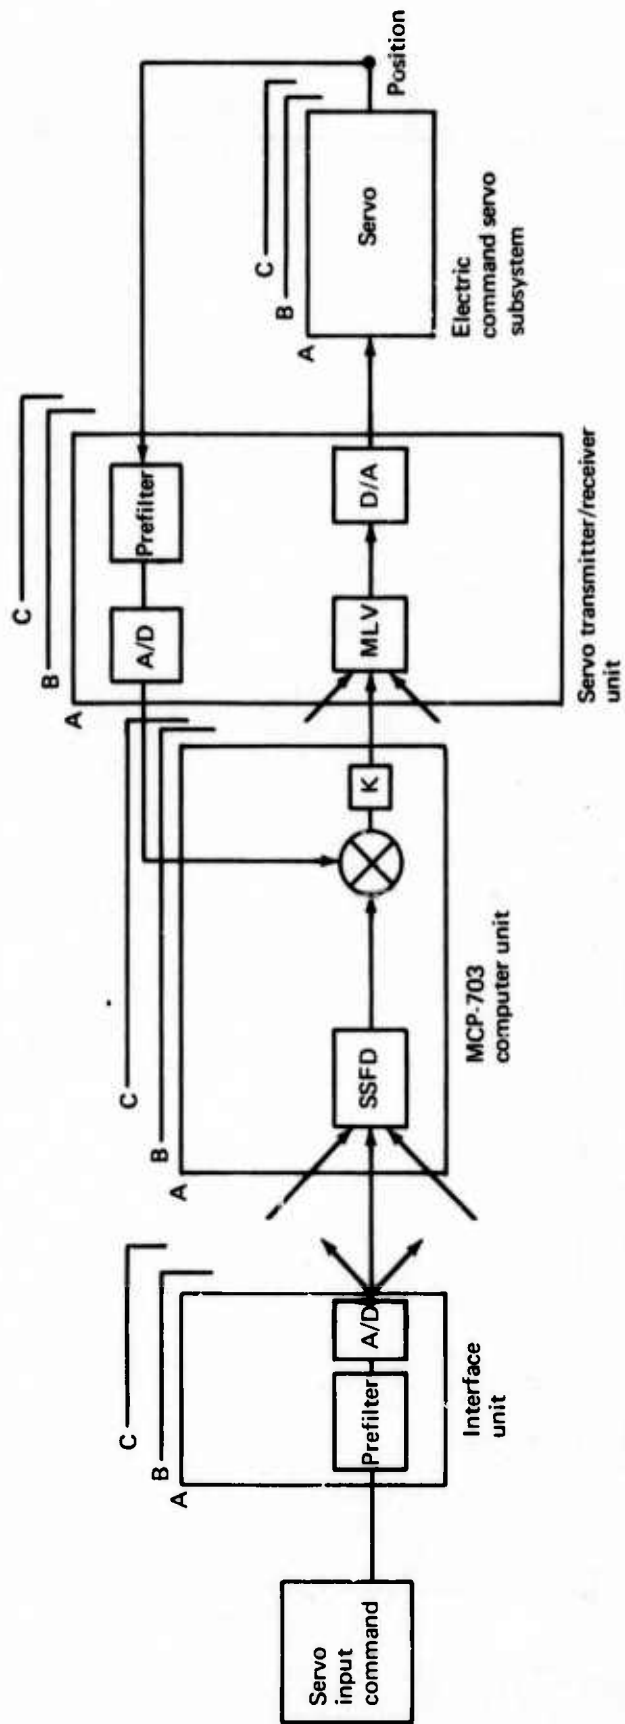 Servo
input
command
A
B
C
Prefilter
A/D
Interface
unit
A
B
C
SSFD
K
MCP-703
computer unit
A
B
C
A/D
Prefilter
MLV
D/A
Servo transmitter/receiver
unit
A
B
C
Servo
Electric
command servo
subsystem
Position